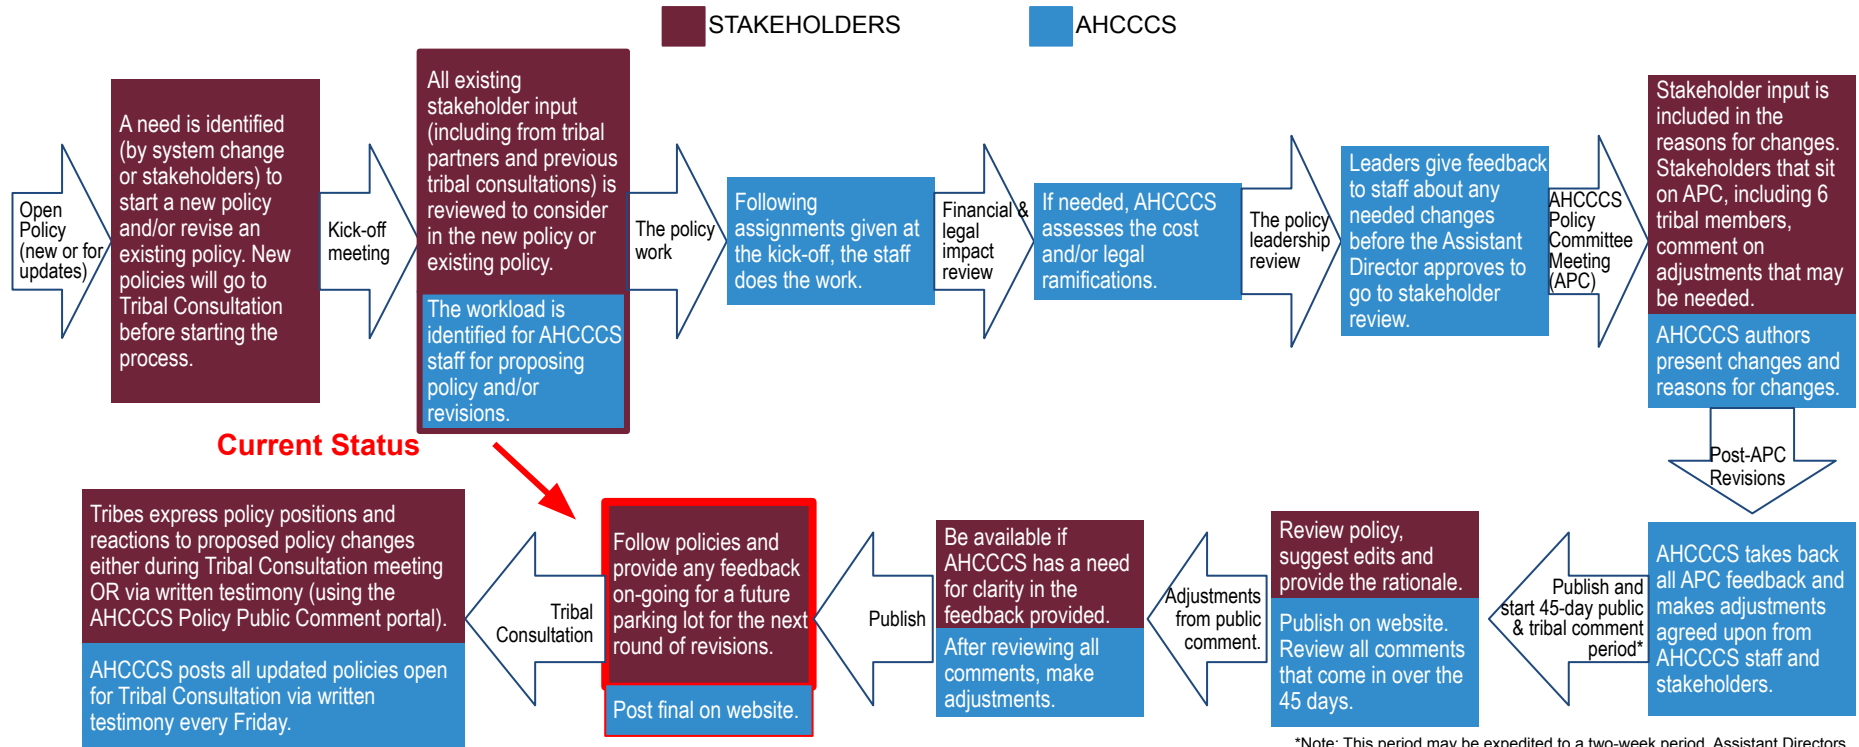 STAKEHOLDERS
AHCCCS
Open
Policy
(new or for
updates)
A need is identified
(by system change
or stakeholders) to
start a new policy
and/or revise an
existing policy. New
policies will go to
Tribal Consultation
before starting the
process.
Kick-off
meeting
All existing
stakeholder input
(including from tribal
partners and previous
tribal consultations) is
reviewed to consider
in the new policy or
existing policy.
The workload is
identified for AHCCCS
staff for proposing
policy and/or
revisions.
The policy
work
Following
assignments given at
the kick-off, the staff
does the work.
Financial &
legal
impact
review
If needed, AHCCCS
assesses the cost
and/or legal
ramifications.
The policy
leadership
review
Leaders give feedback
to staff about any
needed changes
before the Assistant
Director approves to
go to stakeholder
review.
AHCCCS
Policy
Committee
Meeting
(APC)
Stakeholder input is
included in the
reasons for changes.
Stakeholders that sit
on APC, including 6
tribal members,
comment on
adjustments that may
be needed.
AHCCCS authors
present changes and
reasons for changes.
Post-APC
Revisions
AHCCCS takes back
all APC feedback and
makes adjustments
agreed upon from
AHCCCS staff and
stakeholders.
Publish and
start 45-day public
& tribal comment
period*
Review policy,
suggest edits and
provide the rationale.
Publish on website.
Review all comments
that come in over the
45 days.
Adjustments
from public
comment.
Be available if
AHCCCS has a need
for clarity in the
feedback provided.
After reviewing all
comments, make
adjustments.
Publish
Current Status
Follow policies and
provide any feedback
on-going for a future
parking lot for the next
round of revisions.
Post final on website.
Tribal
Consultation
Tribes express policy positions and
reactions to proposed policy changes
either during Tribal Consultation meeting
OR via written testimony (using the
AHCCCS Policy Public Comment portal).
AHCCCS posts all updated policies open
for Tribal Consultation via written
testimony every Friday.
*Note: This period may be expedited to a two-week period. Assistant Directors